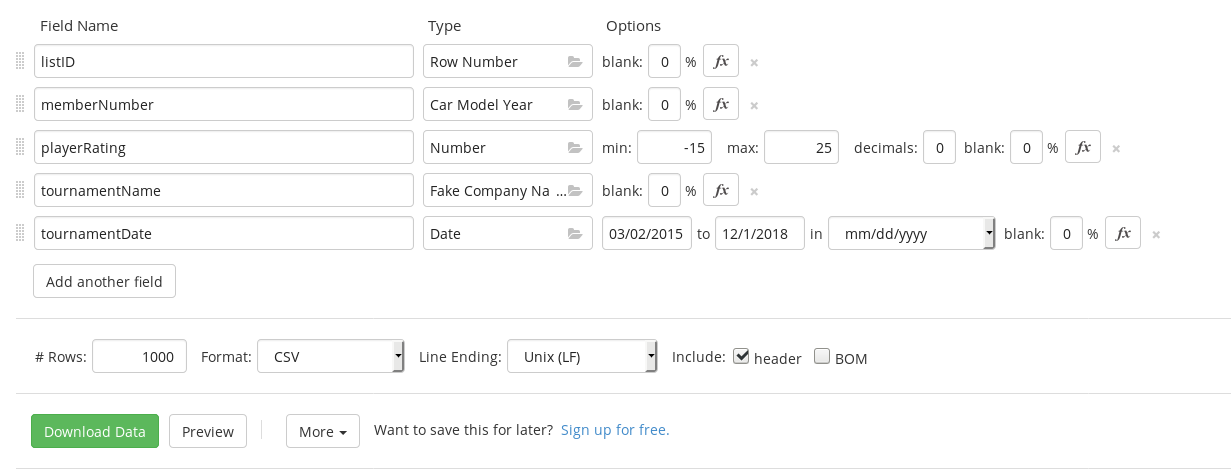 Field Name Type Options
listID Row Number blank: 0 % fx ×
memberNumber Car Model Year blank: 0 % fx ×
playerRating Number min: -15 max: 25 decimals: 0 blank: 0 % fx ×
tournamentName Fake Company Na ... blank: 0 % fx ×
tournamentDate Date 03/02/2015 to 12/1/2018 in mm/dd/yyyy blank: 0 % fx ×
Add another field
# Rows: 1000 Format: CSV Line Ending: Unix (LF) Include: header BOM
Download Data Preview More Want to save this for later? Sign up for free.